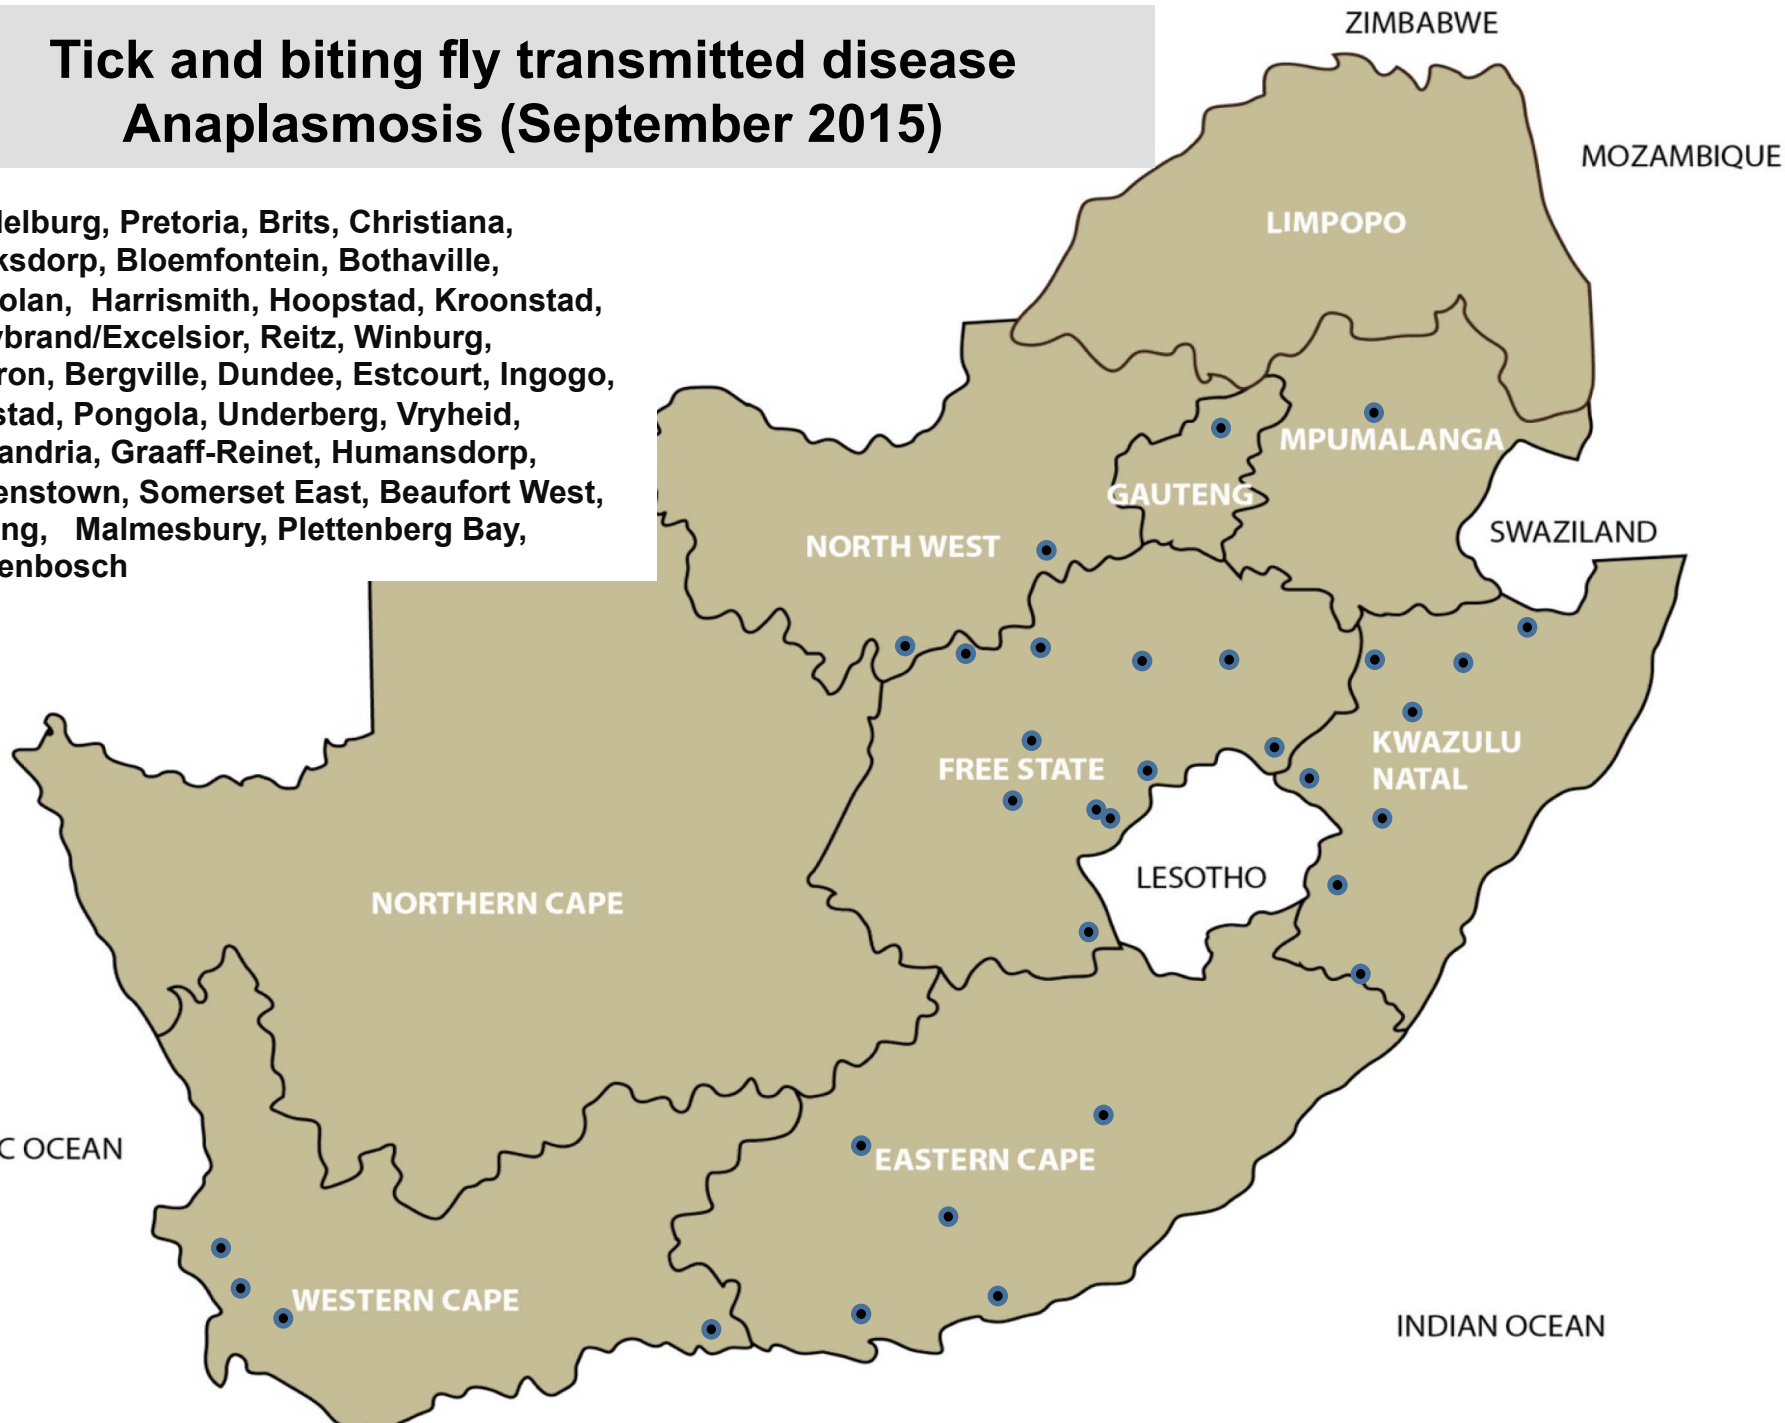 Tick and biting fly transmitted disease
Anaplasmosis (September 2015)
ZIMBABWE
MOZAMBIQUE
LIMPOPO
elburg, Pretoria, Brits, Christiana,
ksdorp, Bloemfontein, Bothaville,
olan, Harrismith, Hoopstad, Kroonstad,
ybrand/Excelsior, Reitz, Winburg,
ron, Bergville, Dundee, Estcourt, Ingogo,
stad, Pongola, Underberg, Vryheid,
andria, Graaff-Reinet, Humansdorp,
enstown, Somerset East, Beaufort West,
ng, Malmesbury, Plettenberg Bay,
enbosch
MPUMALANGA
GAUTENG
SWAZILAND
NORTH WEST
KWAZULU
NATAL
FREE STATE
LESOTHO
NORTHERN CAPE
C OCEAN
EASTERN CAPE
WESTERN CAPE
INDIAN OCEAN